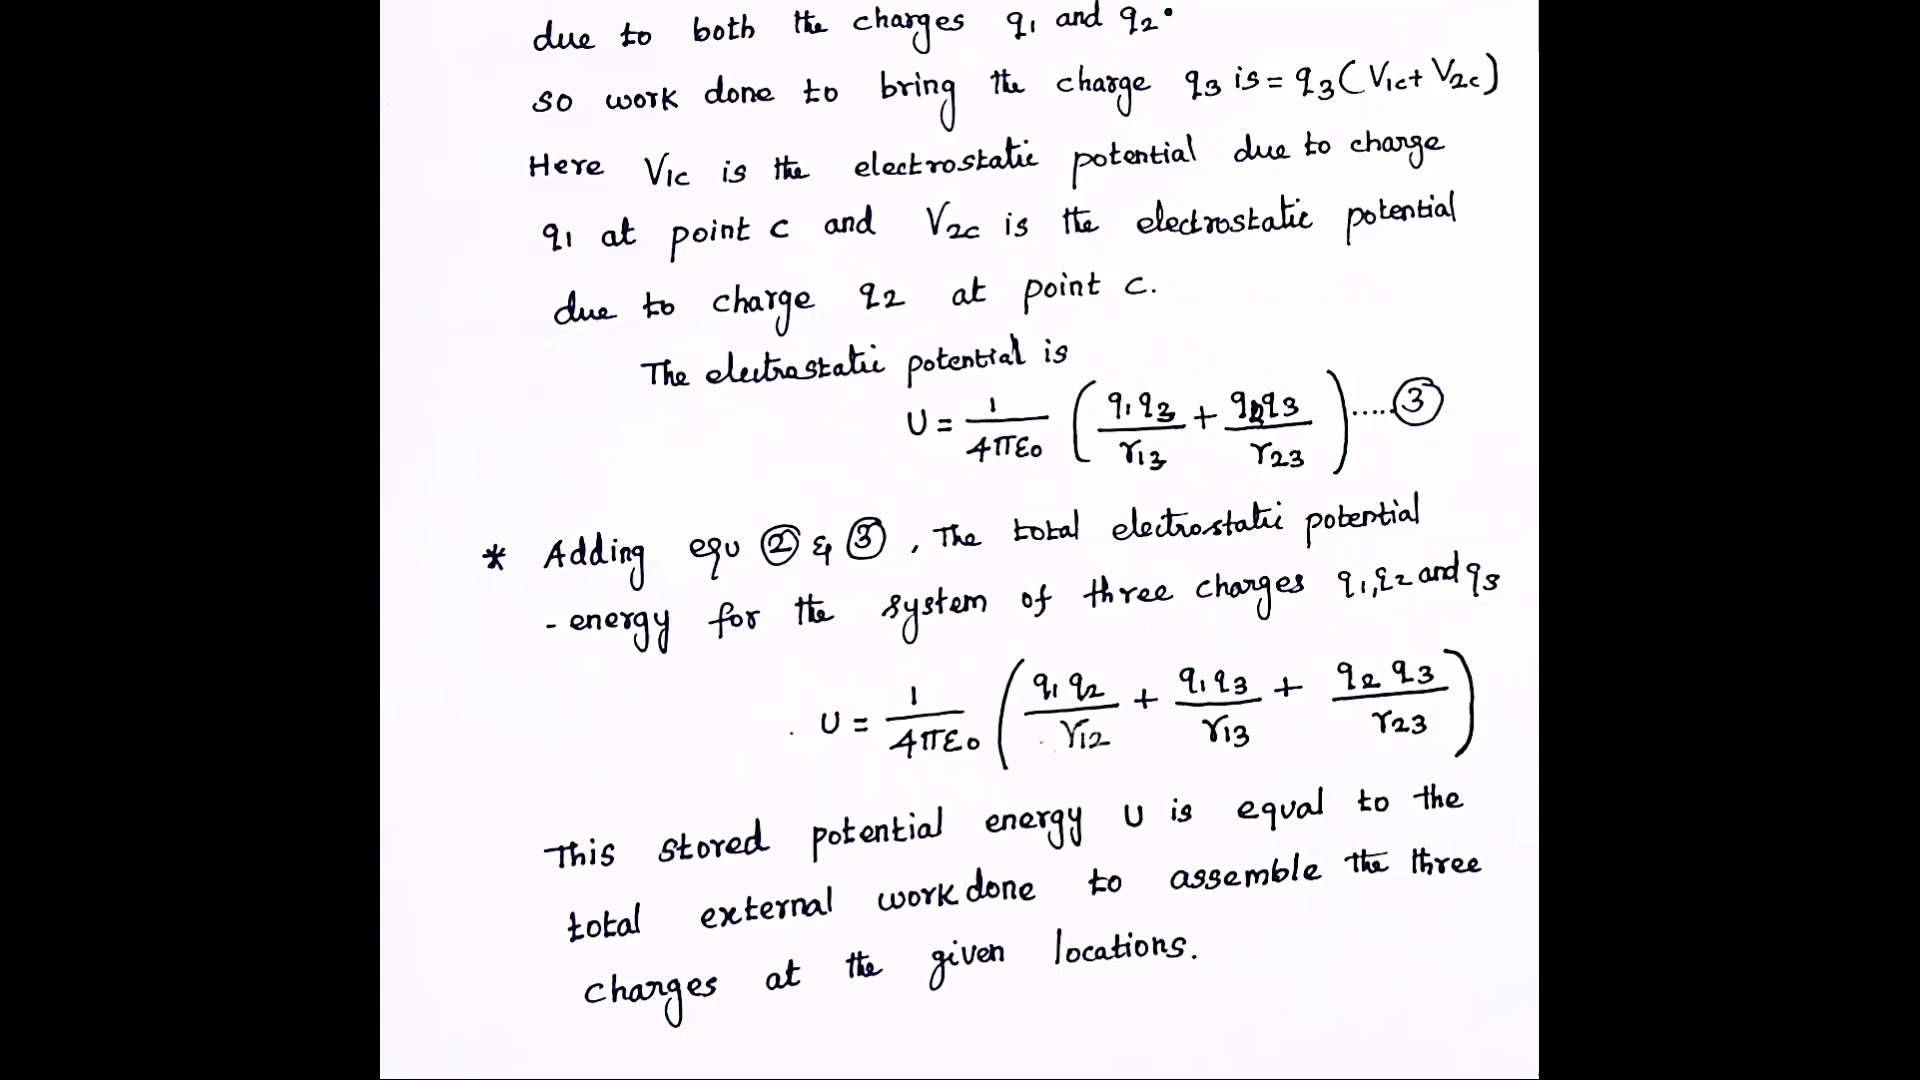 due to both the charges q₁ and q₂.
so work done to bring the charge q₃ is = q₃(V₁c + V₂c)
Here V₁c is the electrostatic potential due to charge
q₁ at point c and V₂c is the electrostatic potential
due to charge q₂ at point c.
The electrostatic potential is
U = 1/4πε₀ (q₁q₃/r₁₃ + q₂q₃/r₂₃) ..... ③
* Adding equ ② & ③, The total electrostatic potential
- energy for the system of three charges q₁, q₂ and q₃
U = 1/4πε₀ (q₁q₂/r₁₂ + q₁q₃/r₁₃ + q₂q₃/r₂₃)
This stored potential energy U is equal to the
total external work done to assemble the three
charges at the given locations.